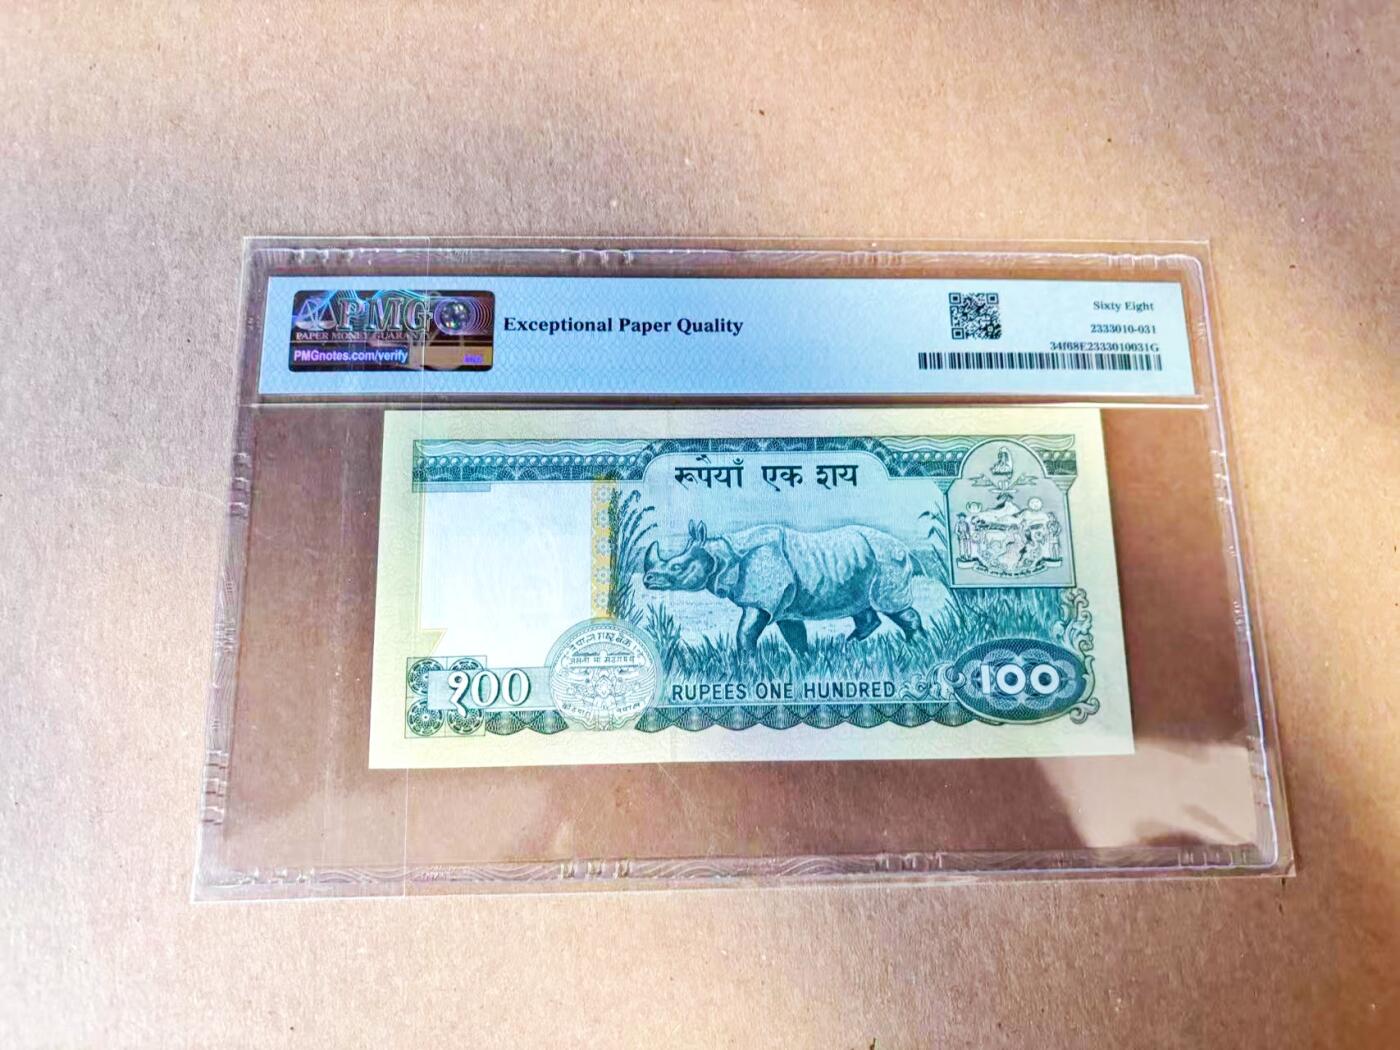 PMG
PAPER MONEY GUARANTY
PMGnotes.com/verify
Exceptional Paper Quality
Sixty Eight
2333010-031
34f68E2333010031G
रूपैयाँ एक शय
१00
RUPEES ONE HUNDRED
100